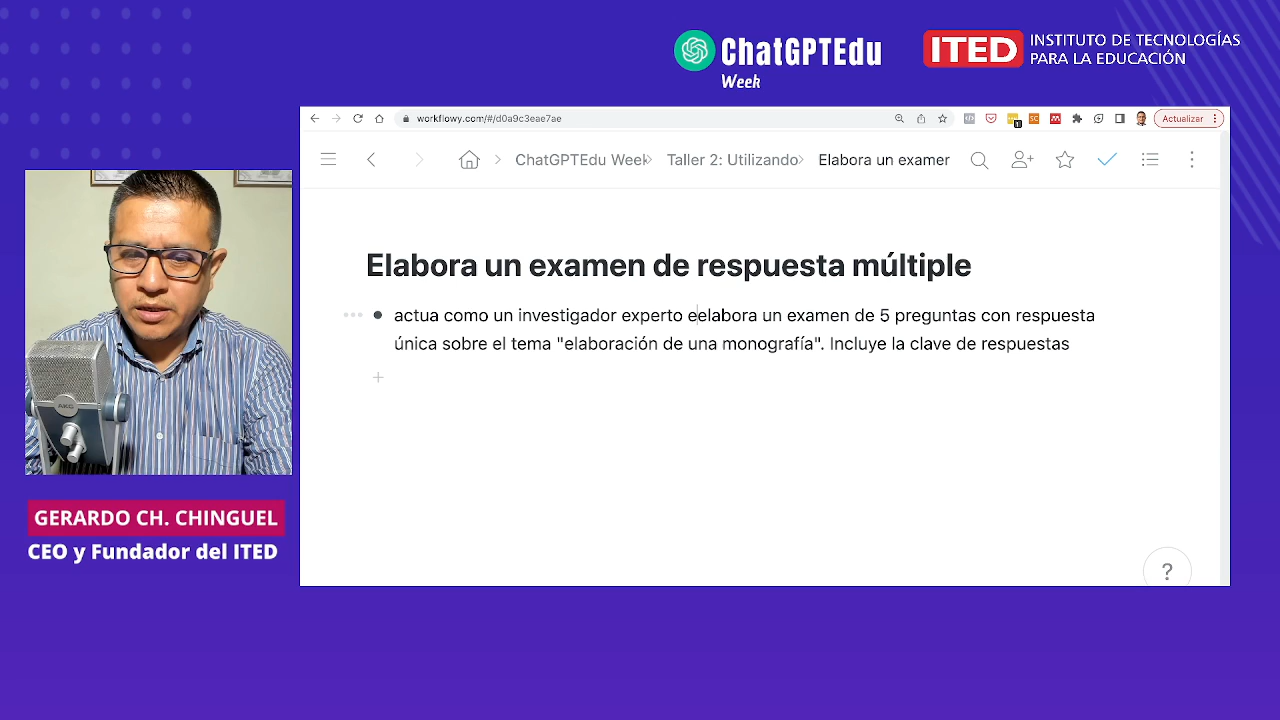 ChatGPTEdu
Week
ITED
INSTITUTO DE TECNOLOGÍAS
PARA LA EDUCACIÓN
workflowy.com/#/d0a9c3eae7ae
Actualizar
ChatGPTEdu Week
Taller 2: Utilizando
Elabora un examen
Elabora un examen de respuesta múltiple
actua como un investigador experto eelabora un examen de 5 preguntas con respuesta
única sobre el tema "elaboración de una monografía". Incluye la clave de respuestas
AKG
GERARDO CH. CHINGUEL
CEO y Fundador del ITED
?